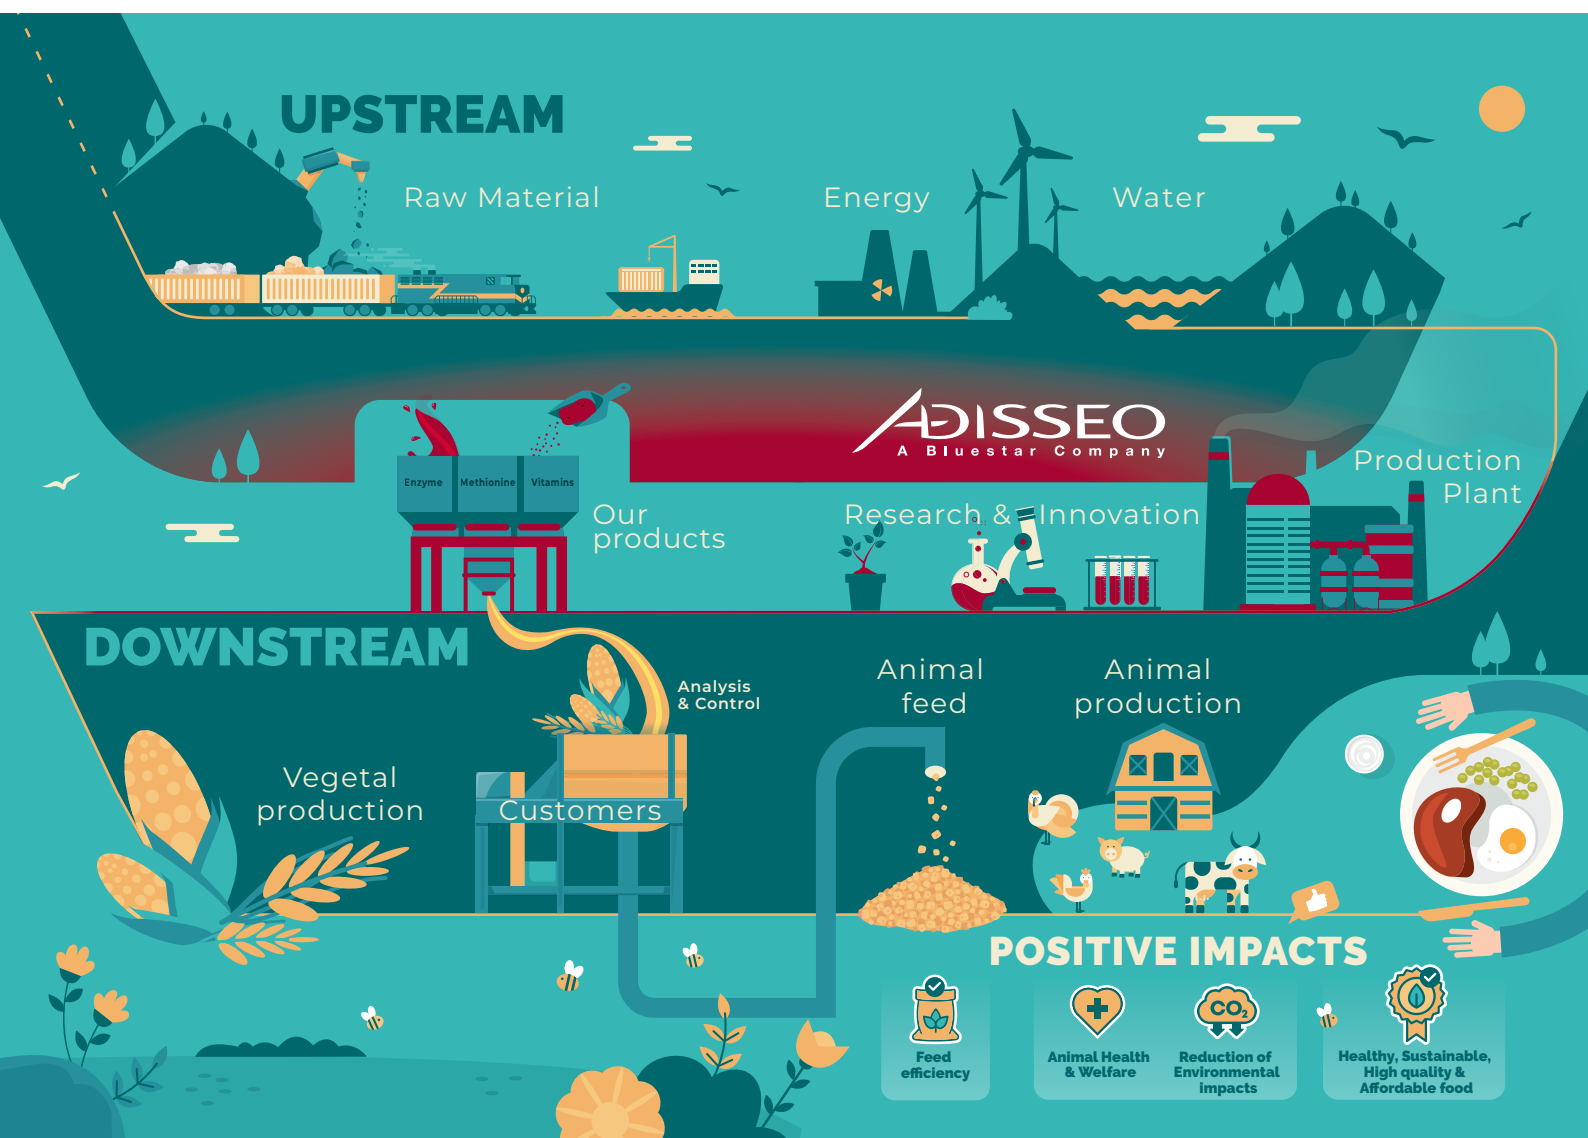 UPSTREAM
Raw Material
Energy
Water
ADISSEO
A Bluestar Company
Production
Plant
Enzyme
Methionine
Vitamins
Our
products
Research & Innovation
DOWNSTREAM
Analysis
& Control
Animal
feed
Animal
production
Vegetal
production
Customers
POSITIVE IMPACTS
CO2
Feed
efficiency
Animal Health
& Welfare
Reduction of
Environmental
impacts
Healthy, Sustainable,
High quality &
Affordable food